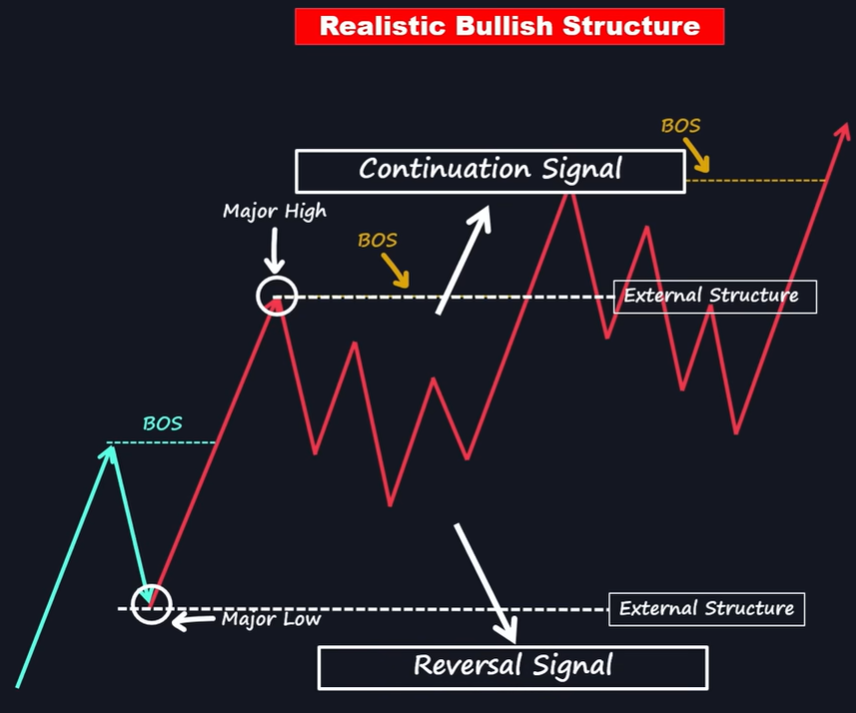 Realistic Bullish Structure
BOS
Continuation Signal
Major High
BOS
External Structure
BOS
External Structure
Major Low
Reversal Signal